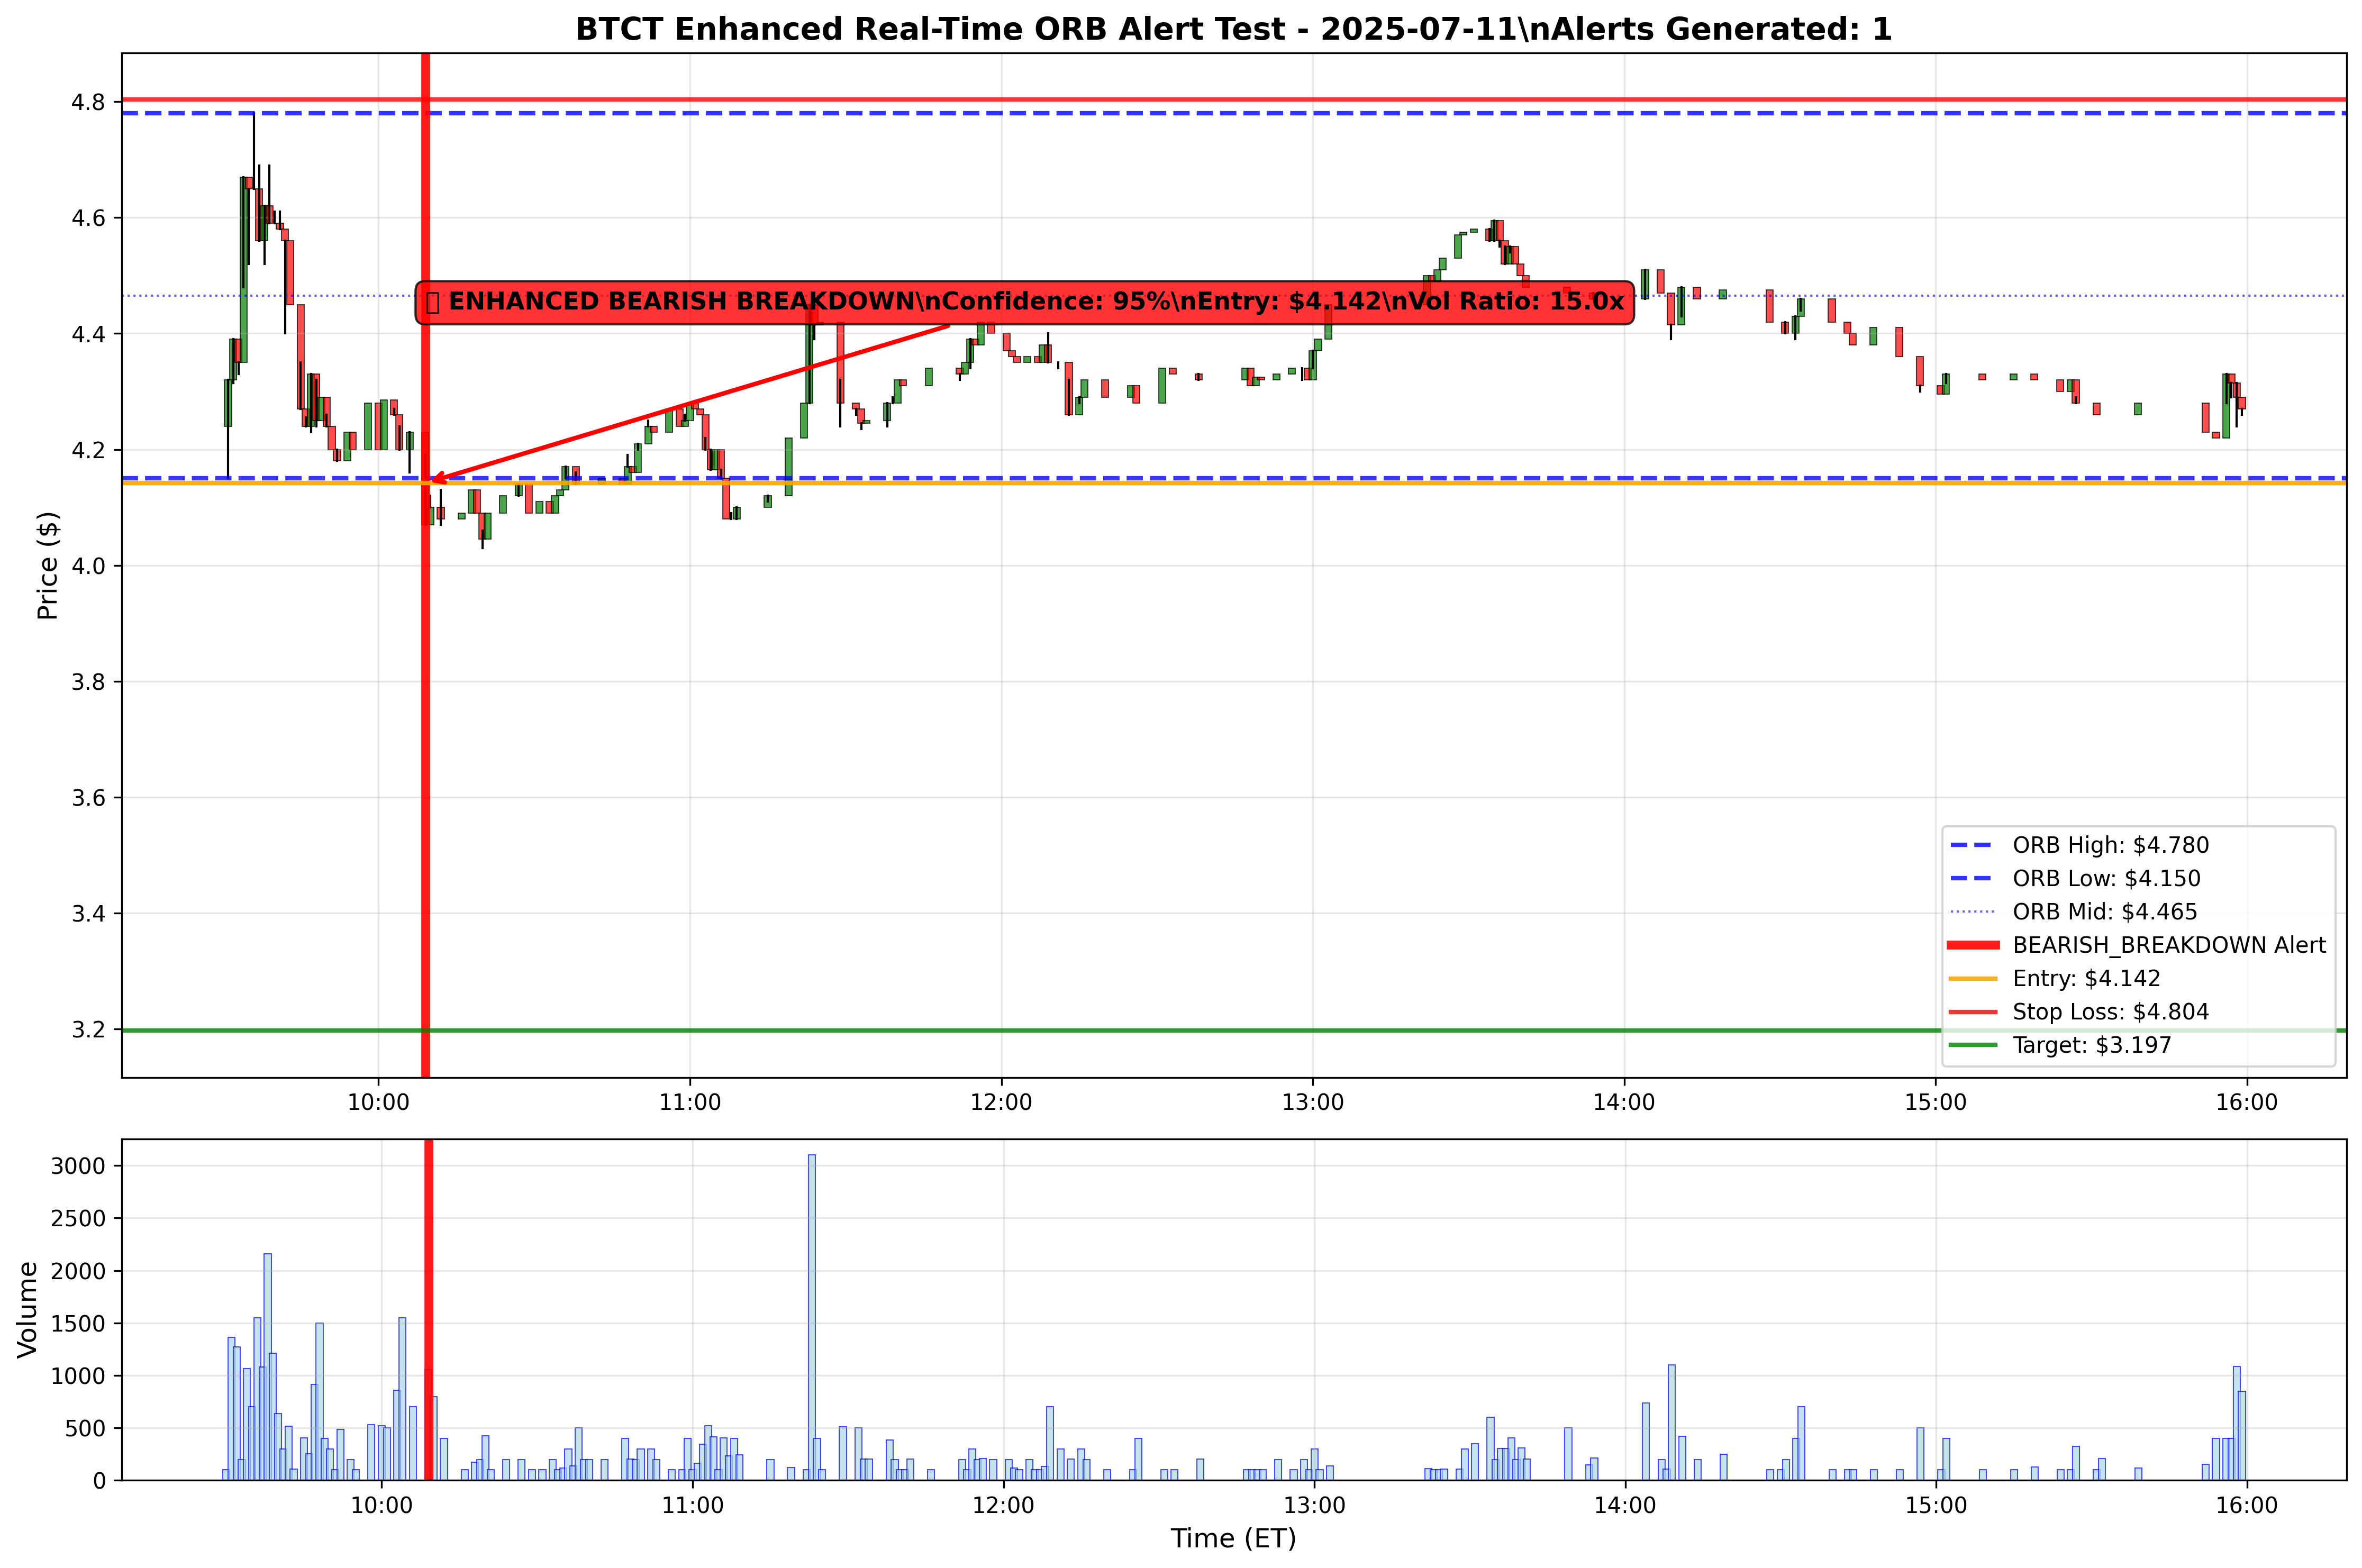 BTCT Enhanced Real-Time ORB Alert Test - 2025-07-11\nAlerts Generated: 1
Price ($)
4.8
4.6
4.4
4.2
4.0
3.8
3.6
3.4
3.2
ENHANCED BEARISH BREAKDOWN\nConfidence: 95%\nEntry: $4.142\nVol Ratio: 15.0x
ORB High: $4.780
ORB Low: $4.150
ORB Mid: $4.465
BEARISH_BREAKDOWN Alert
Entry: $4.142
Stop Loss: $4.804
Target: $3.197
10:00 11:00 12:00 13:00 14:00 15:00 16:00
Volume
3000
2500
2000
1500
1000
500
0
10:00 11:00 12:00 13:00 14:00 15:00 16:00
Time (ET)